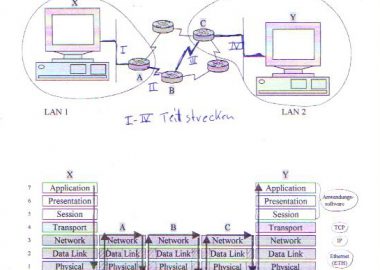 X
Y
C
I
IV
III
A
II
B
LAN 1
LAN 2
I-IV Teilstrecken
X
Y
7 Application
Application
6 Presentation
Presentation
Anwendungs-
software
5 Session
Session
4 Transport
A
B
C
Transport
TCP
3 Network
Network
Network
Network
Network
IP
2 Data Link
Data Link
Data Link
Data Link
Data Link
Ethernet
(ETH)
Physical
Physical
Physical
Physical
Physical